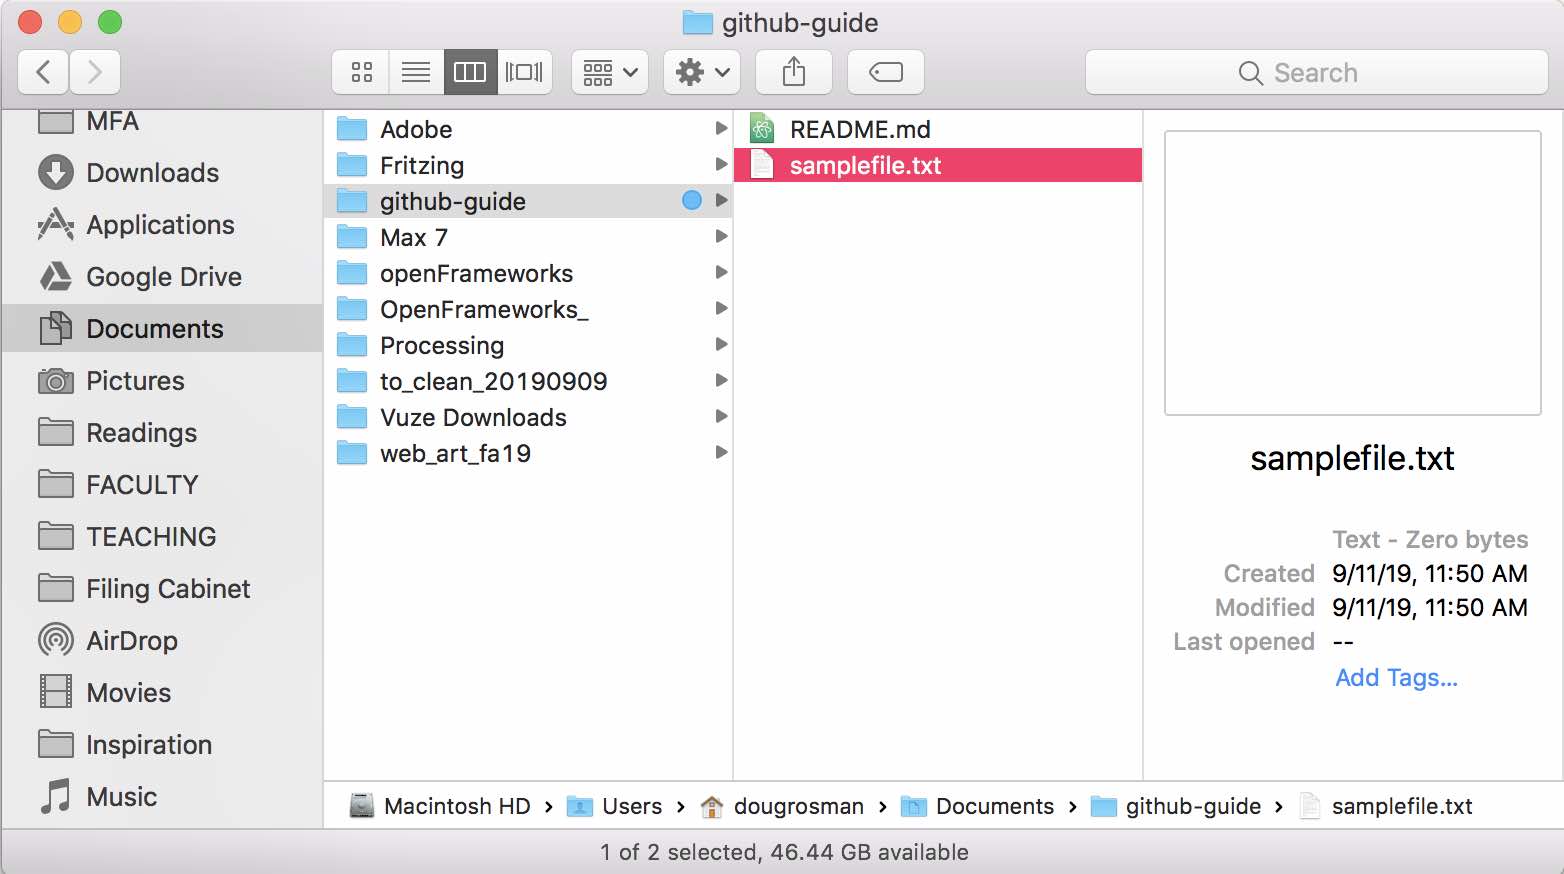 github-guide
Search
MFA
Downloads
Applications
Google Drive
Documents
Pictures
Readings
FACULTY
TEACHING
Filing Cabinet
AirDrop
Movies
Inspiration
Music
Adobe
Fritzing
github-guide
Max 7
openFrameworks
OpenFrameworks_
Processing
to_clean_20190909
Vuze Downloads
web_art_fa19
README.md
samplefile.txt
samplefile.txt
Text - Zero bytes
Created 9/11/19, 11:50 AM
Modified 9/11/19, 11:50 AM
Last opened --
Add Tags...
Macintosh HD › Users › dougrosman › Documents › github-guide › samplefile.txt
1 of 2 selected, 46.44 GB available